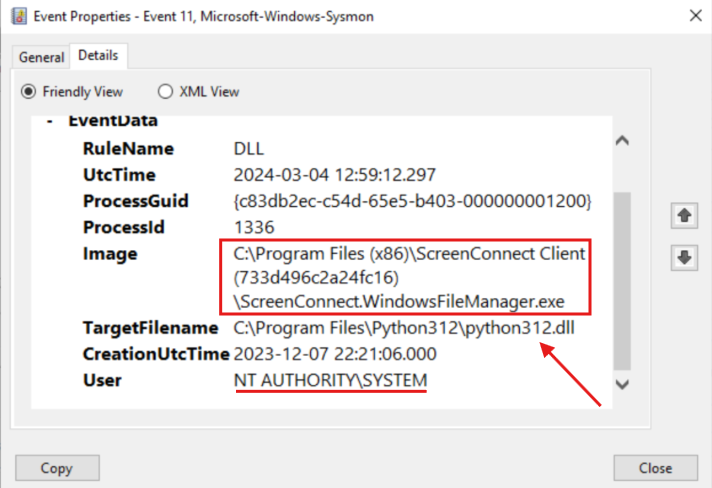 Event Properties - Event 11, Microsoft-Windows-Sysmon
General Details
Friendly View XML View
- EventData
RuleName DLL
UtcTime 2024-03-04 12:59:12.297
ProcessGuid {c83db2ec-c54d-65e5-b403-000000001200}
ProcessId 1336
Image C:\Program Files (x86)\ScreenConnect Client
(733d496c2a24fc16)
\ScreenConnect.WindowsFileManager.exe
TargetFilename C:\Program Files\Python312\python312.dll
CreationUtcTime 2023-12-07 22:21:06.000
User NT AUTHORITY\SYSTEM
Copy Close